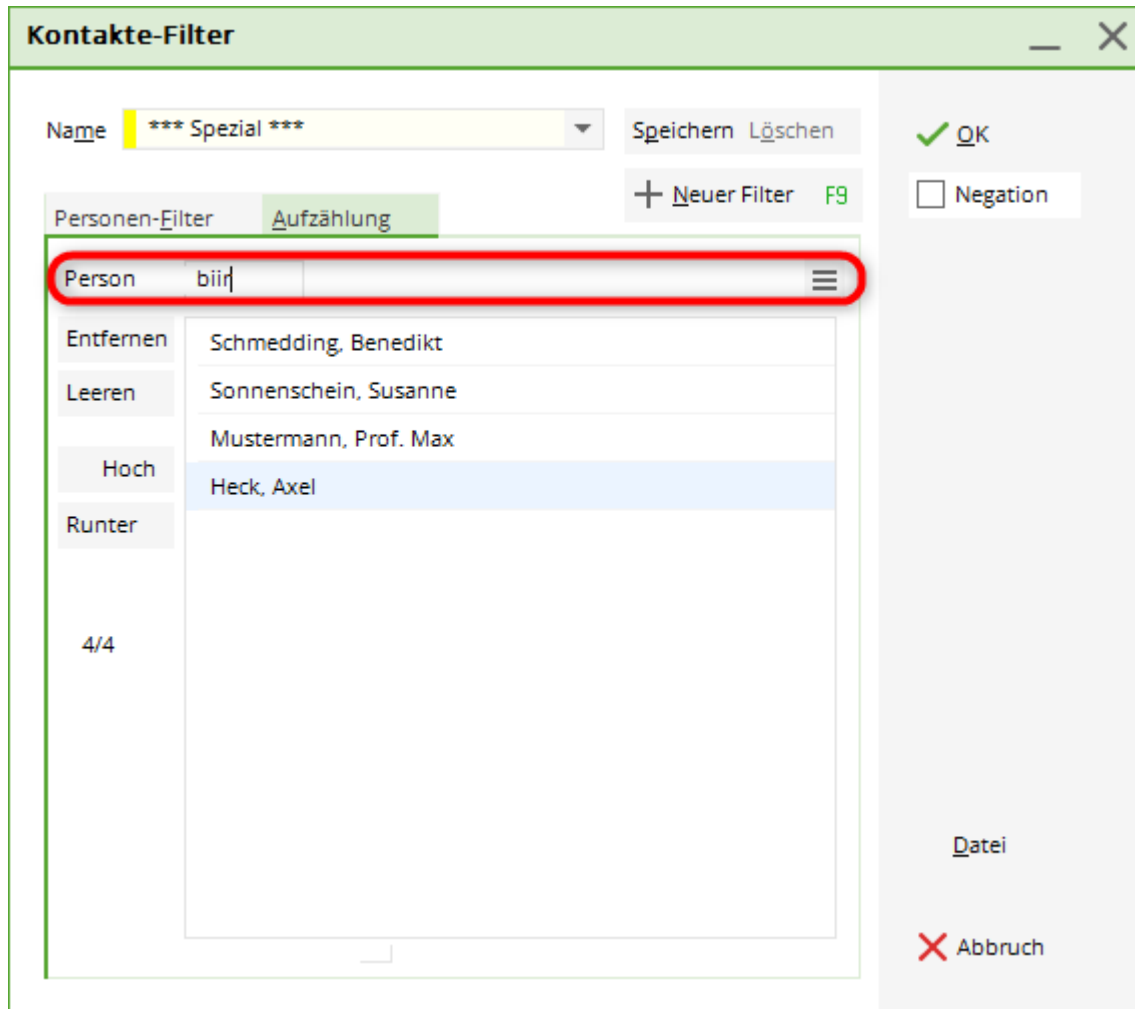 Kontakte-Filter
Name *** Spezial *** Speichern Löschen
OK
Neuer Filter F9
Negation
Personen-Filter Aufzählung
Person biir
Entfernen
Schmedding, Benedikt
Leeren
Sonnenschein, Susanne
Mustermann, Prof. Max
Hoch
Heck, Axel
Runter
4/4
Datei
Abbruch